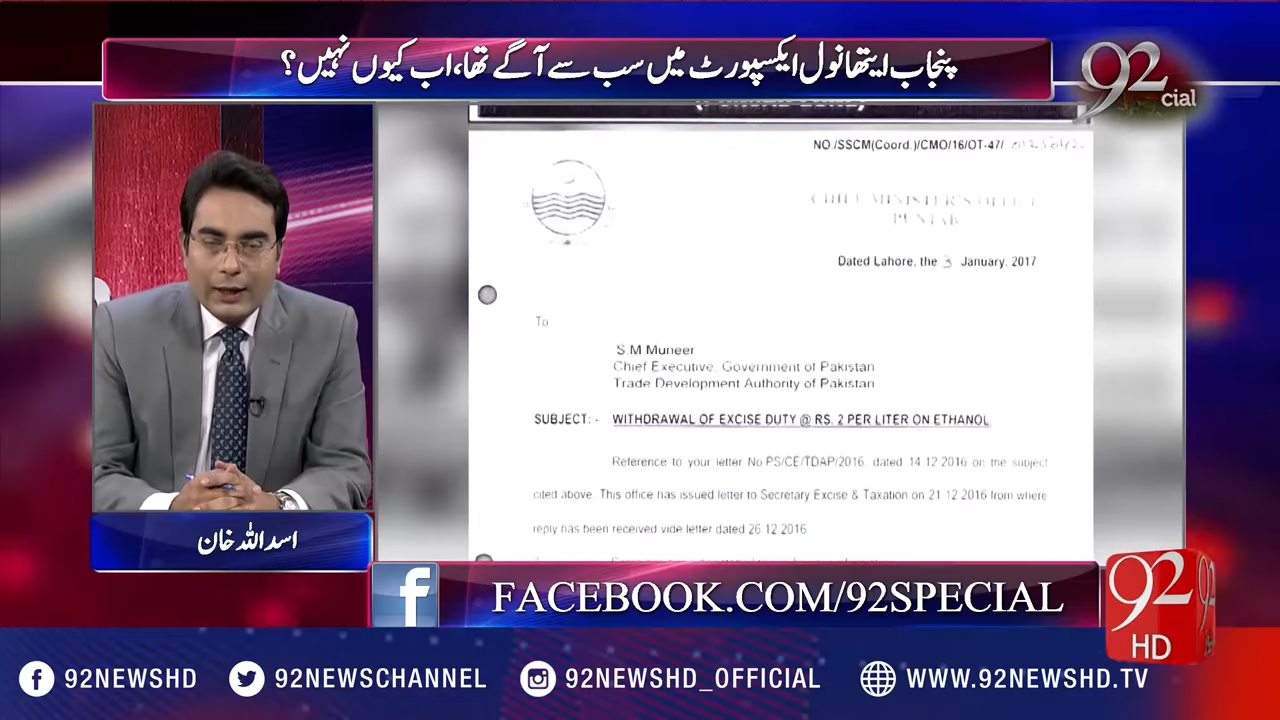 پنجاب ایتھانول ایکسپورٹ میں سب سے آگے تھا، اب کیوں نہیں؟
92cial
NO./SSCM(Coord.)/CMO/16/OT-47/
CHIEF MINISTER'S OFFICE
PUNJAB
Dated Lahore, the 3 January, 2017
To
S.M Muneer
Chief Executive, Government of Pakistan
Trade Development Authority of Pakistan
SUBJECT: - WITHDRAWAL OF EXCISE DUTY @ RS. 2 PER LITER ON ETHANOL
Reference to your letter No PS/CE/TDAP/2016, dated 14.12.2016 on the subject
cited above. This office has issued letter to Secretary Excise & Taxation on 21.12.2016 from where
reply has been received vide letter dated 26.12.2016
اسد اللہ خان
FACEBOOK.COM/92SPECIAL
92
HD
92NEWSHD
92NEWSCHANNEL
92NEWSHD_OFFICIAL
WWW.92NEWSHD.TV